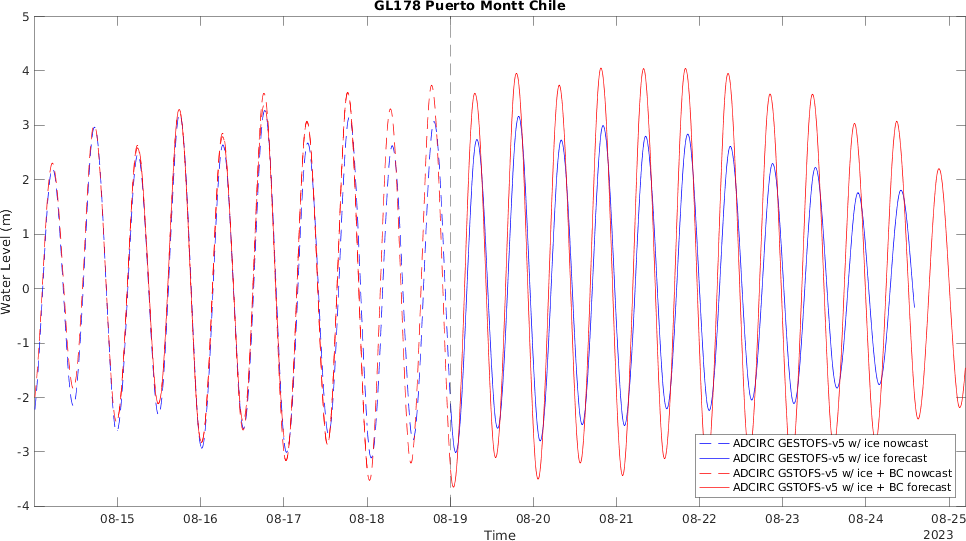 GL178 Puerto Montt Chile
5
4
3
2
1
0
-1
-2
-3
-4
Water Level (m)
ADCIRC GESTOFS-v5 w/ ice nowcast
ADCIRC GESTOFS-v5 w/ ice forecast
ADCIRC GSTOFS-v5 w/ ice + BC nowcast
ADCIRC GSTOFS-v5 w/ ice + BC forecast
08-15 08-16 08-17 08-18 08-19 08-20 08-21 08-22 08-23 08-24 08-25
Time 2023